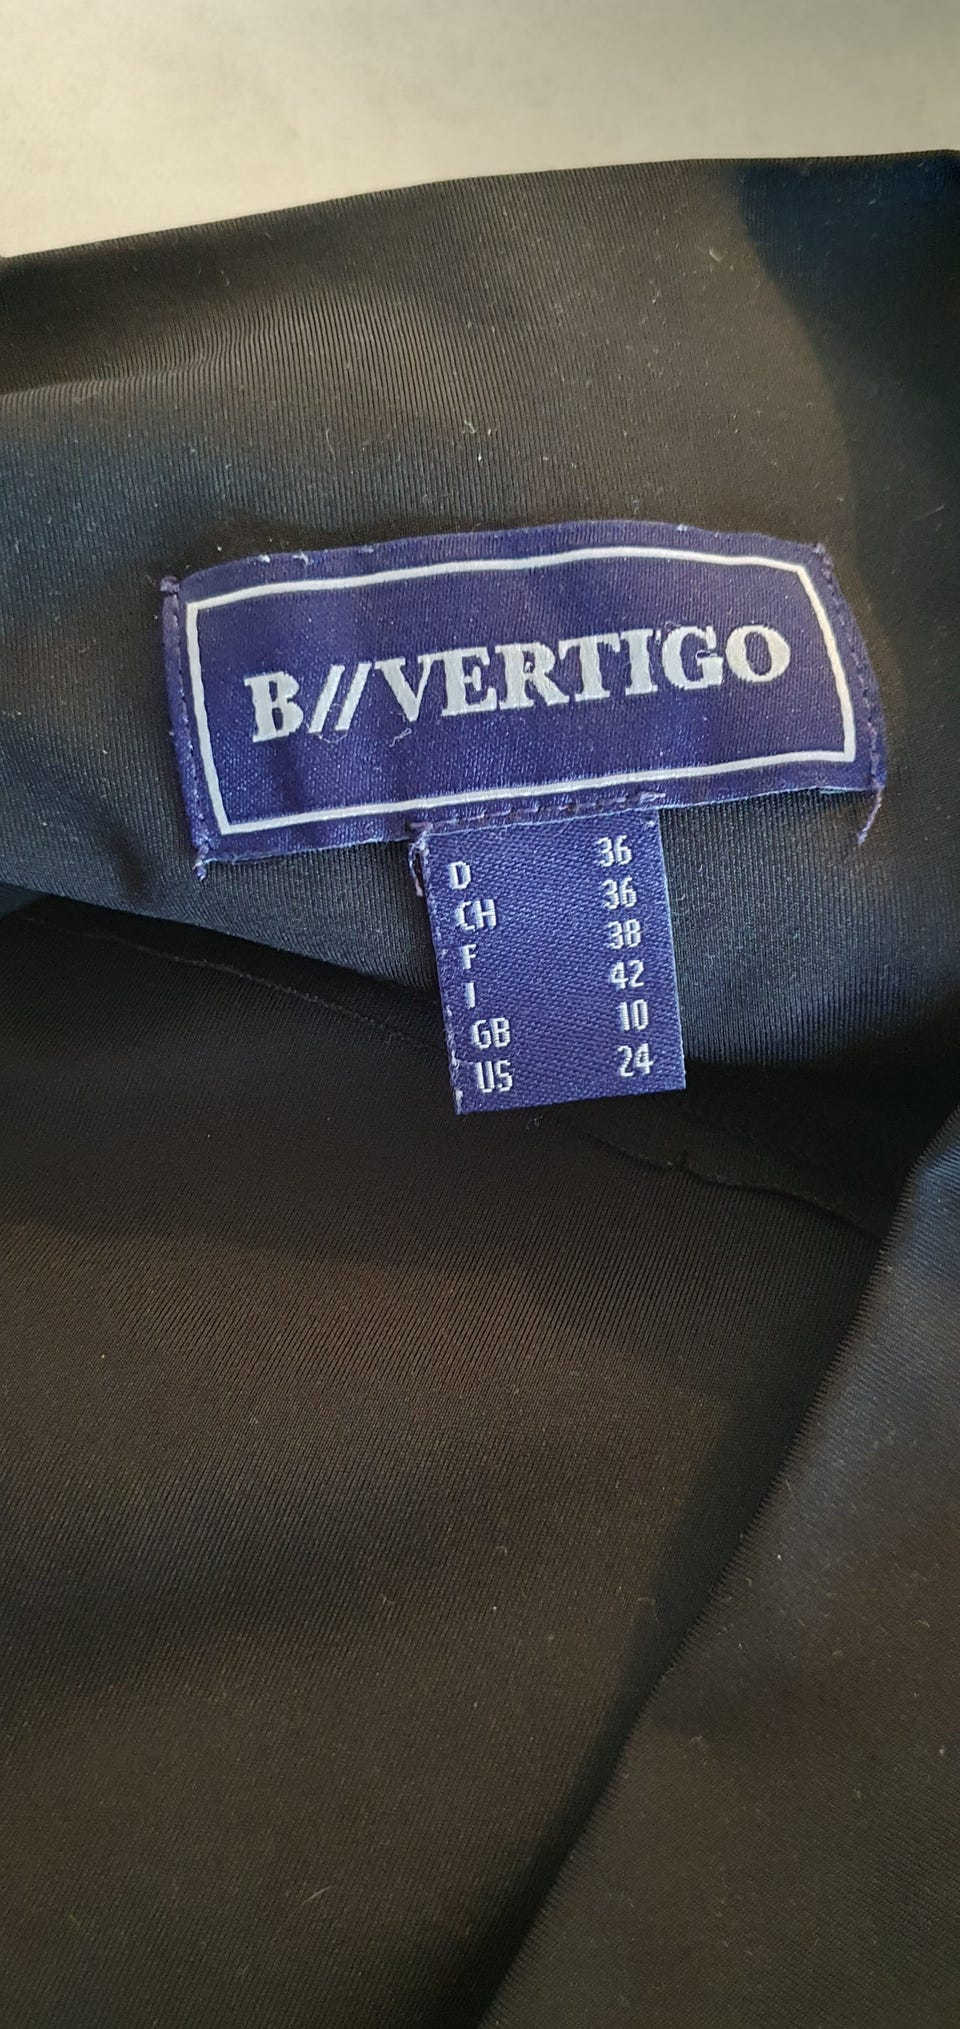 B//VERTIGO
D 36
CH 36
F 38
I 42
GB 10
US 24